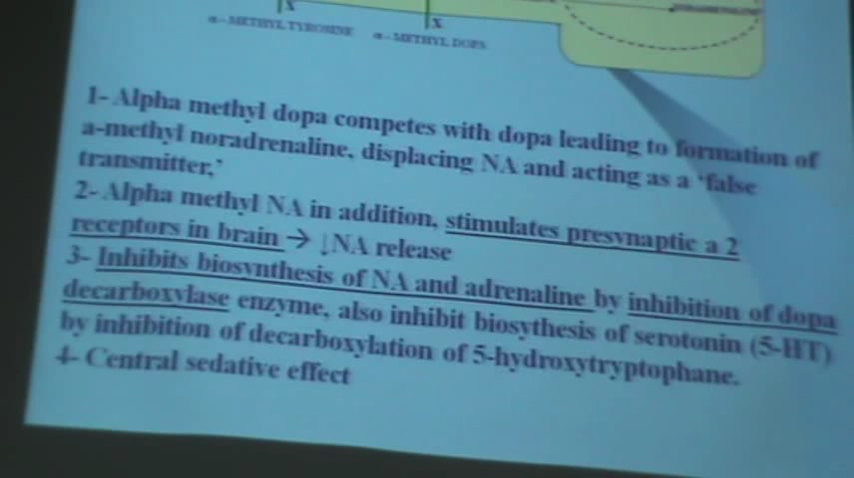 X
X
α-METHYL TYROSINE
α-METHYL DOPA
1- Alpha methyl dopa competes with dopa leading to formation of
a-methyl noradrenaline, displacing NA and acting as a ‘false
transmitter,’
2- Alpha methyl NA in addition, stimulates presynaptic a 2
receptors in brain → ↓NA release
3- Inhibits biosynthesis of NA and adrenaline by inhibition of dopa
decarboxylase enzyme, also inhibit biosythesis of serotonin (5-HT)
by inhibition of decarboxylation of 5-hydroxytryptophane.
4- Central sedative effect